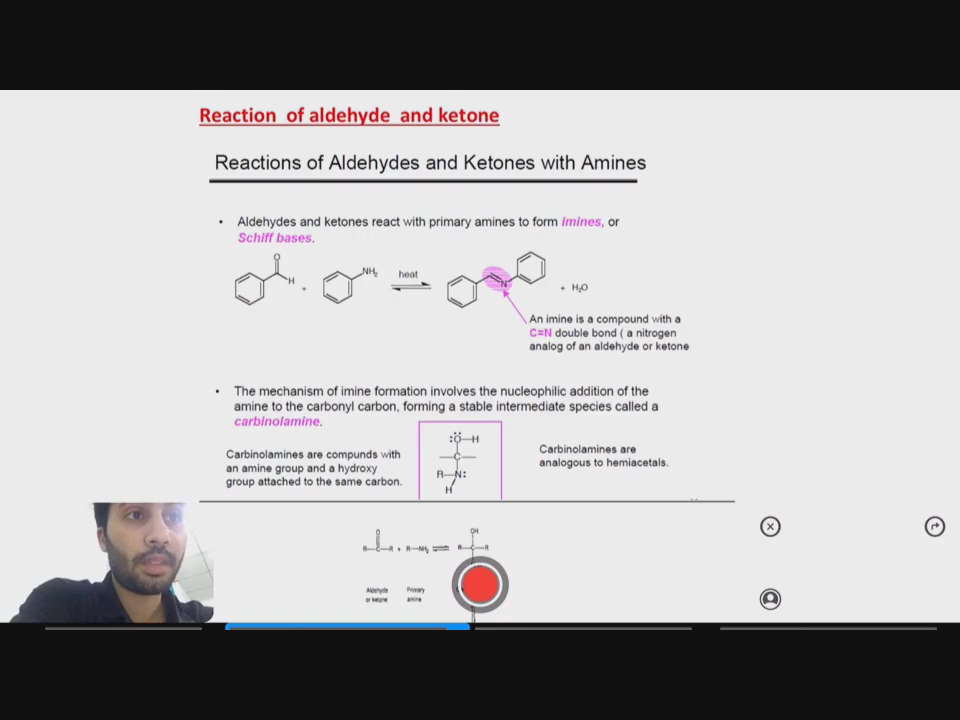 Reaction of aldehyde and ketone
Reactions of Aldehydes and Ketones with Amines
• Aldehydes and ketones react with primary amines to form imines, or
Schiff bases.
O
H
+
NH2
heat
N
+ H2O
An imine is a compound with a
C=N double bond ( a nitrogen
analog of an aldehyde or ketone
• The mechanism of imine formation involves the nucleophilic addition of the
amine to the carbonyl carbon, forming a stable intermediate species called a
carbinolamine.
Carbinolamines are compunds with
an amine group and a hydroxy
group attached to the same carbon.
:Ö—H
—C—
R—N:
H
Carbinolamines are
analogous to hemiacetals.
O
R—C—R + R—NH2
OH
R—C—R
Aldehyde
or ketone
Primary
amine